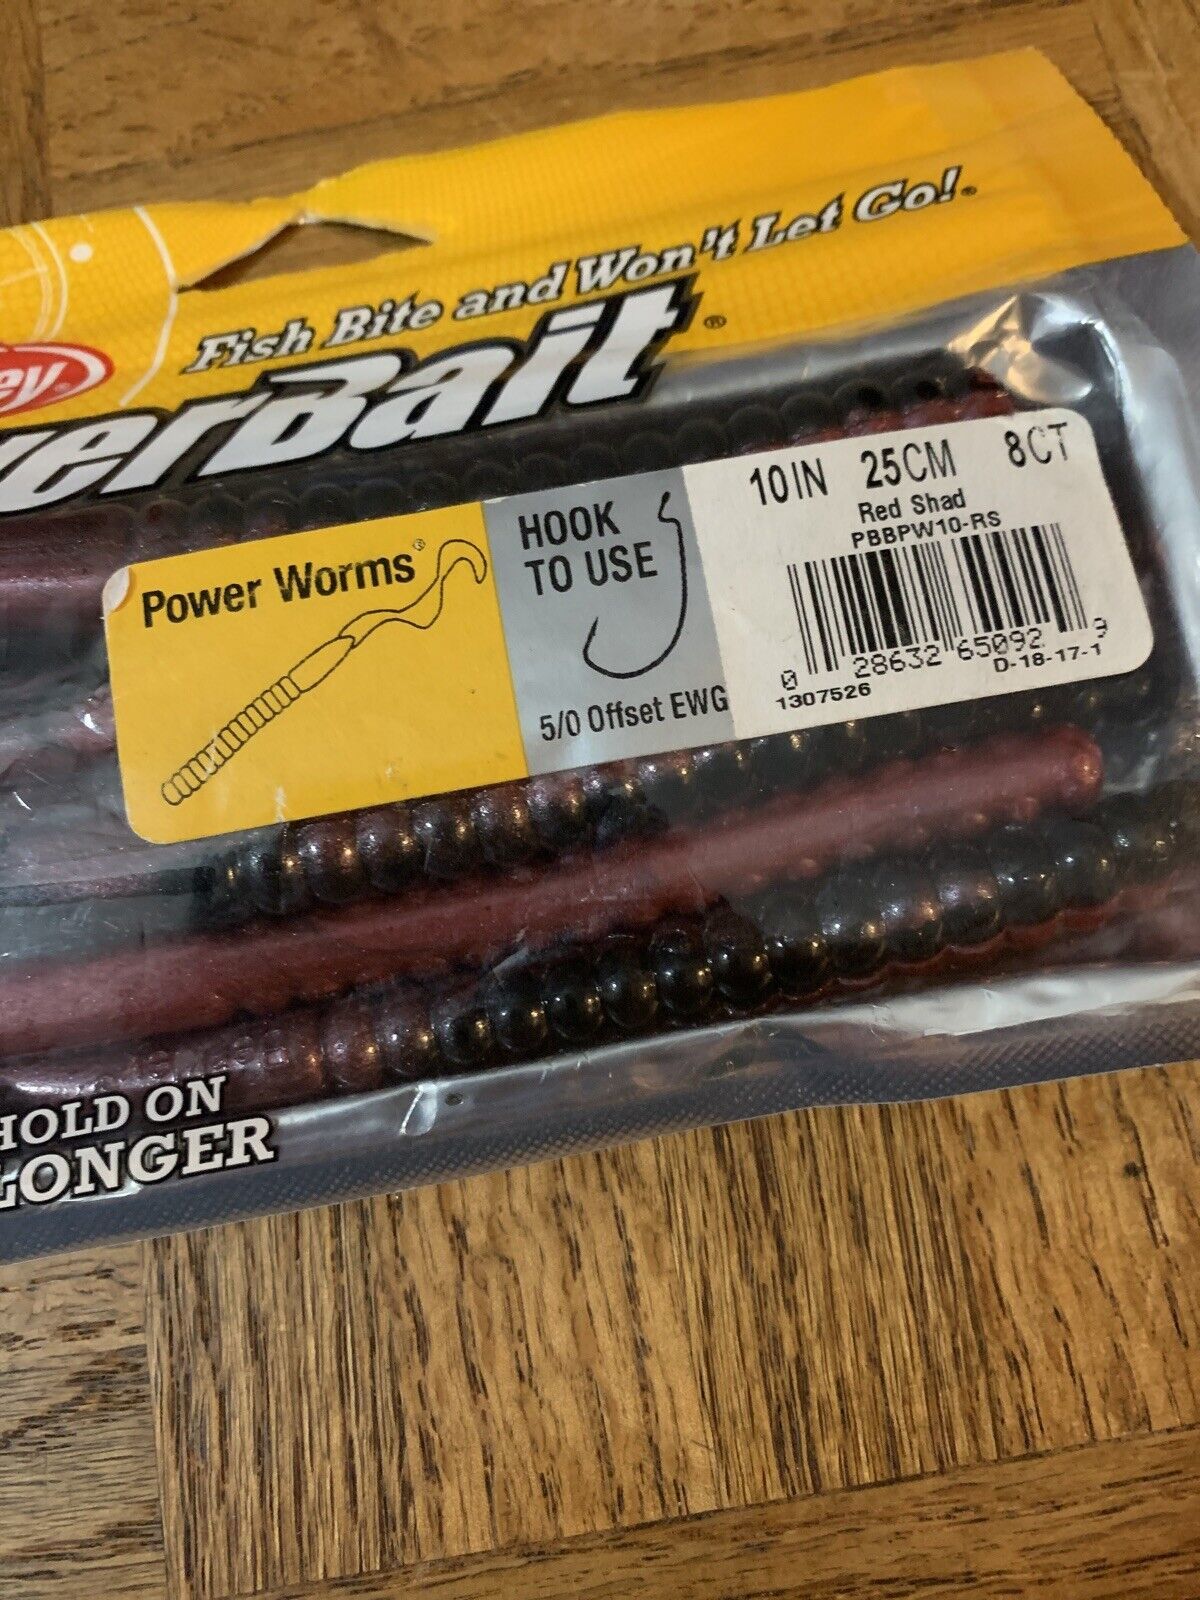 Fish Bite and Won't Let Go!®
ey®
erBait®
10IN 25CM 8CT
Red Shad
PBBPW10-RS
Power Worms®
HOOK
TO USE
5/0 Offset EWG
0 28632 65092 9
1307526 D-18-17-1
HOLD ON
LONGER